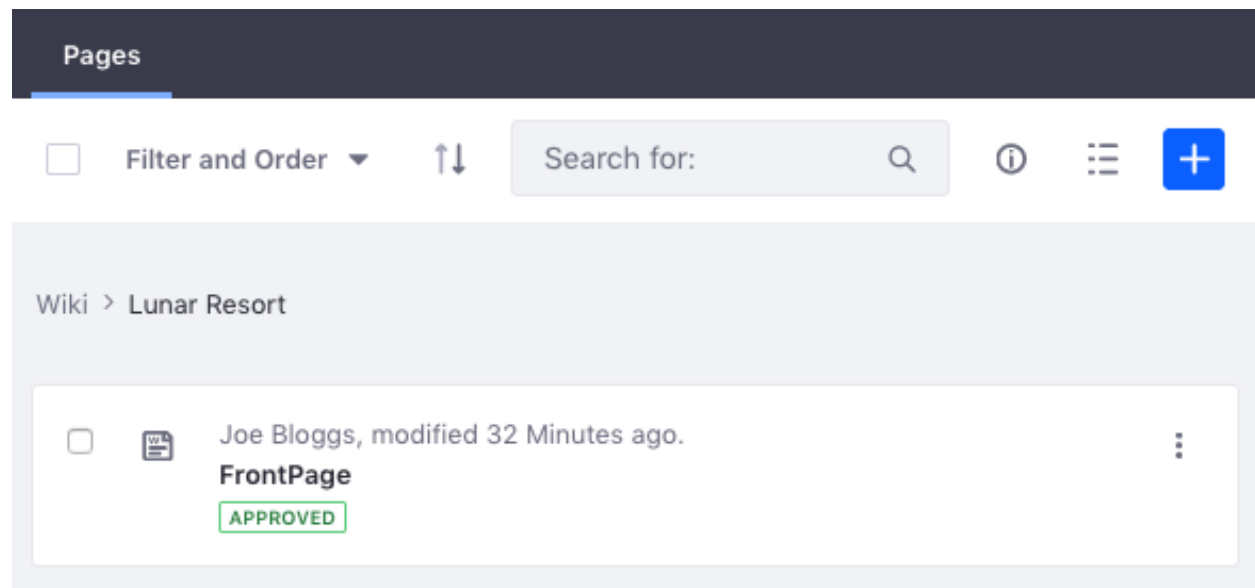 Pages
Filter and Order
Search for:
Wiki > Lunar Resort
Joe Bloggs, modified 32 Minutes ago.
FrontPage
APPROVED